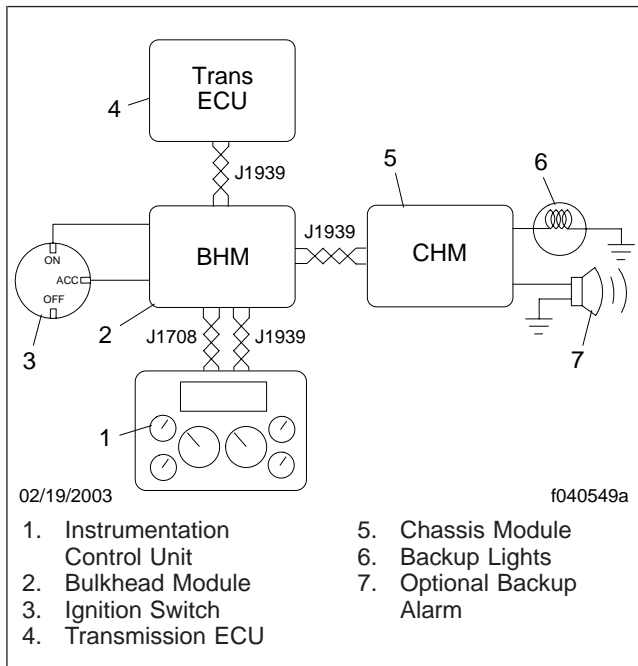 Trans
ECU
4
J1939
5
6
J1939
ON
BHM
CHM
ACC
OFF
3
2
J1708
J1939
7
1
02/19/2003
f040549a
1. Instrumentation
Control Unit
2. Bulkhead Module
3. Ignition Switch
4. Transmission ECU
5. Chassis Module
6. Backup Lights
7. Optional Backup
Alarm